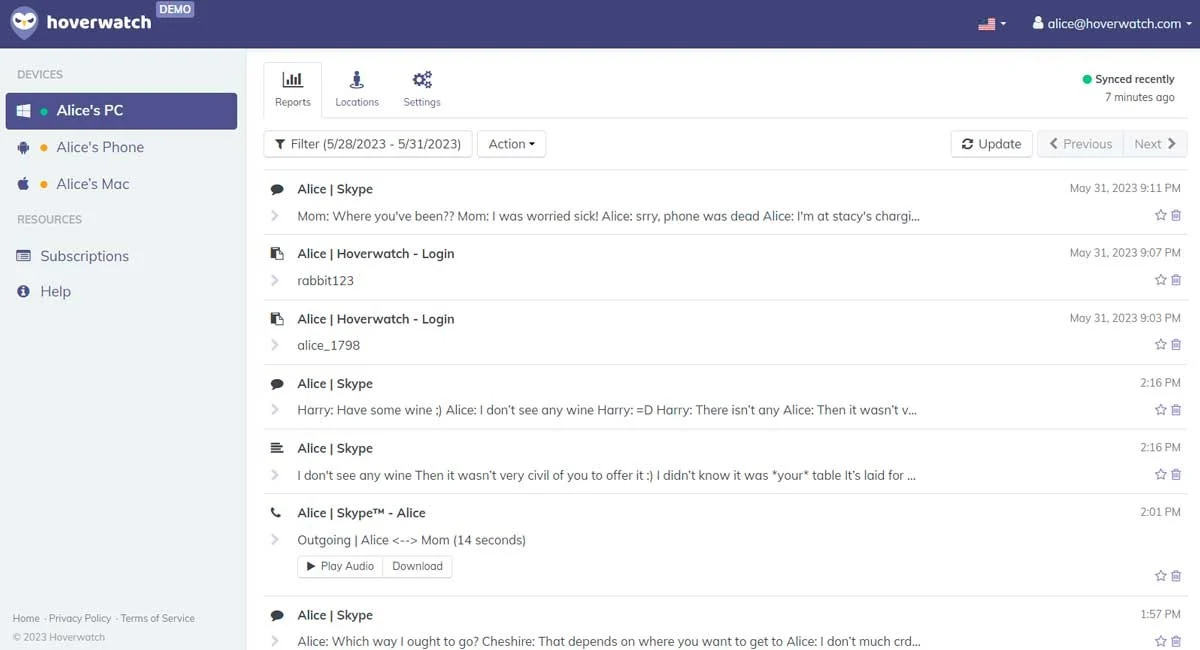 hoverwatch DEMO
alice@hoverwatch.com
DEVICES
Alice's PC
Alice's Phone
Alice’s Mac
RESOURCES
Subscriptions
Help
Home · Privacy Policy · Terms of Service
© 2023 Hoverwatch
Reports Locations Settings
Synced recently
7 minutes ago
Filter (5/28/2023 - 5/31/2023) Action Update Previous Next
Alice | Skype May 31, 2023 9:11 PM
Mom: Where you've been?? Mom: I was worried sick! Alice: srry, phone was dead Alice: I'm at stacy's chargi...
Alice | Hoverwatch - Login May 31, 2023 9:07 PM
rabbit123
Alice | Hoverwatch - Login May 31, 2023 9:03 PM
alice_1798
Alice | Skype 2:16 PM
Harry: Have some wine ;) Alice: I don’t see any wine Harry: =D Harry: There isn’t any Alice: Then it wasn’t v...
Alice | Skype 2:16 PM
I don't see any wine Then it wasn’t very civil of you to offer it :) I didn’t know it was *your* table It’s laid for ...
Alice | Skype™ - Alice 2:01 PM
Outgoing | Alice <--> Mom (14 seconds)
Play Audio Download
Alice | Skype 1:57 PM
Alice: Which way I ought to go? Cheshire: That depends on where you want to get to Alice: I don’t much crd...